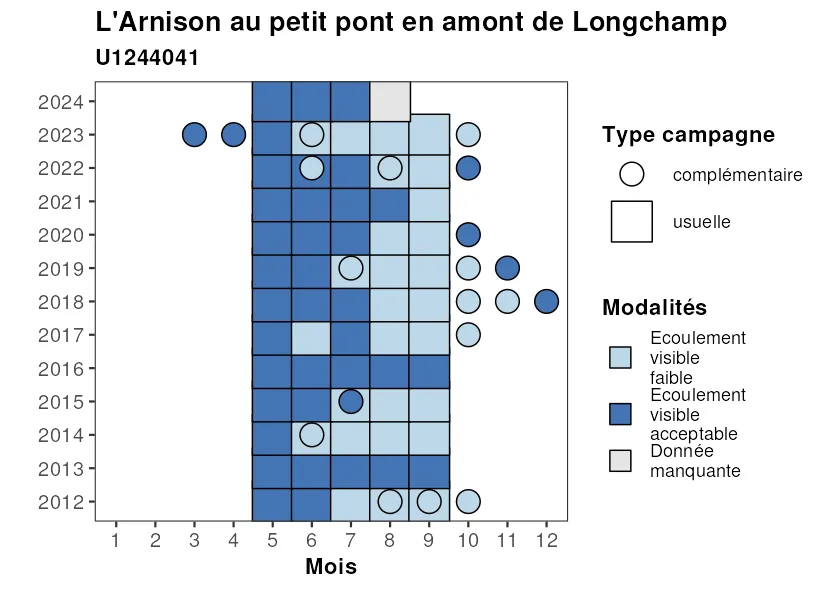 L'Arnison au petit pont en amont de Longchamp
U1244041
2024
2023
2022
2021
2020
2019
2018
2017
2016
2015
2014
2013
2012
1 2 3 4 5 6 7 8 9 10 11 12
Mois
Type campagne
complémentaire
usuelle
Modalités
Ecoulement
visible
faible
Ecoulement
visible
acceptable
Donnée
manquante